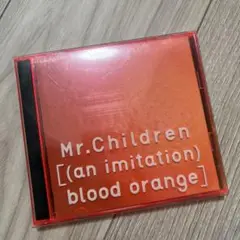 Mr.Children
[(an imitation)
blood orange]